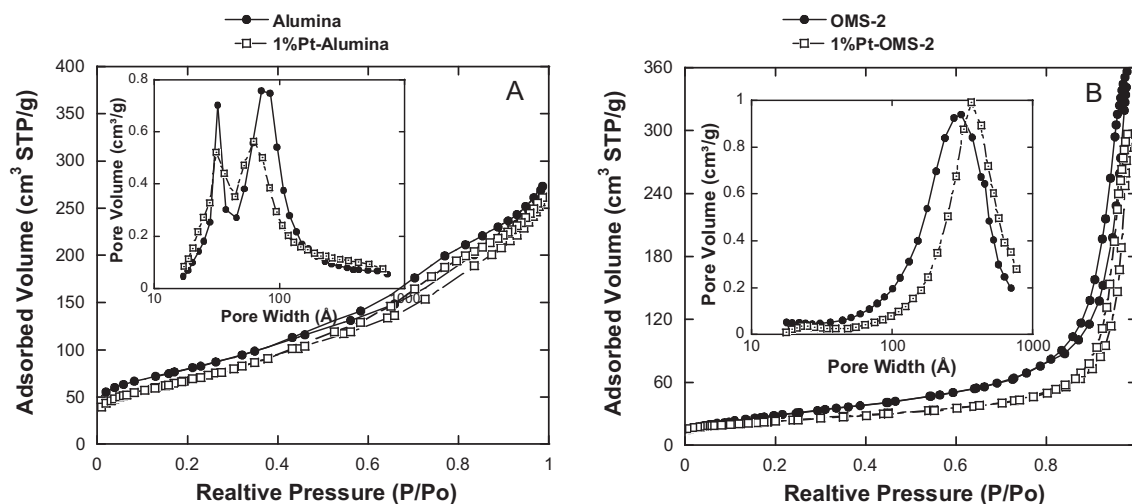 Alumina
1%Pt-Alumina
A
Adsorbed Volume (cm³ STP/g)
400
350
300
250
200
150
100
50
0
0 0.2 0.4 0.6 0.8 1
Realtive Pressure (P/Po)
Pore Volume (cm³/g)
0.8
0.6
0.4
0.2
0
10 100 1000
Pore Width (Å)
OMS-2
1%Pt-OMS-2
B
Adsorbed Volume (cm³ STP/g)
360
300
240
180
120
60
0
0 0.2 0.4 0.6 0.8
Realtive Pressure (P/Po)
Pore Volume (cm³/g)
1
0.8
0.6
0.4
0.2
0
10 100 1000
Pore Width (Å)